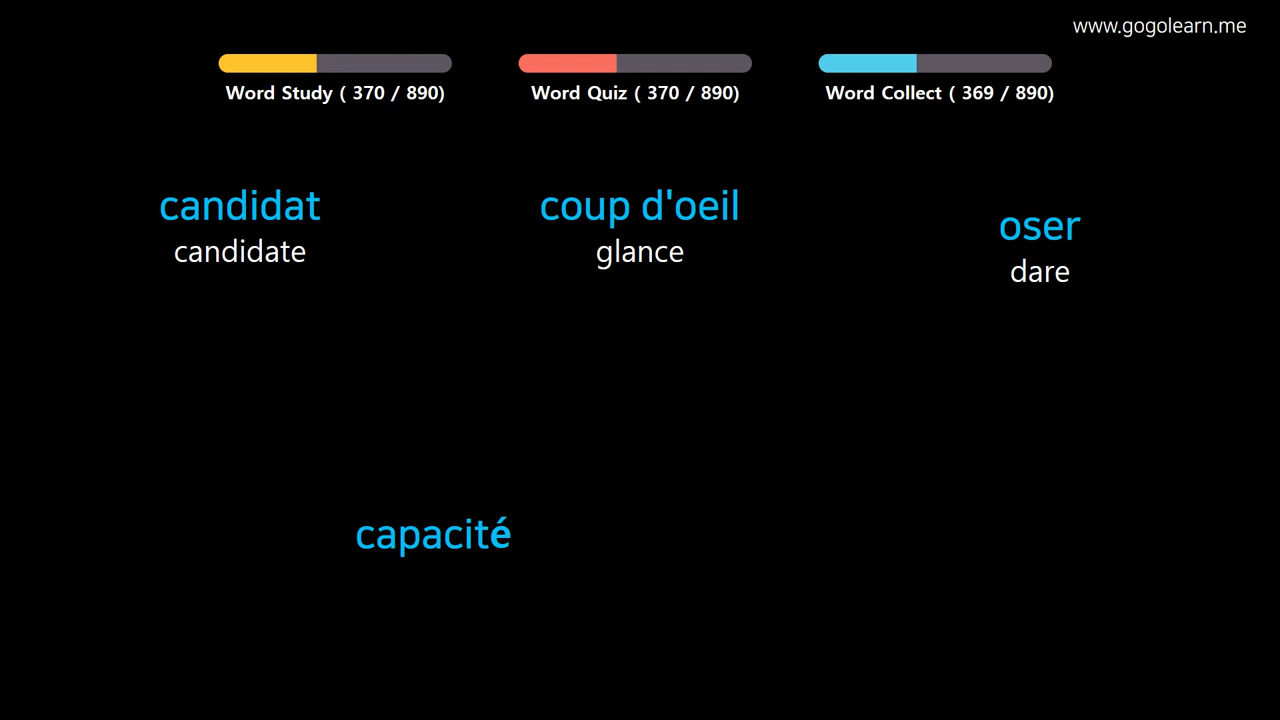 www.gogolearn.me
Word Study ( 370 / 890)
Word Quiz ( 370 / 890)
Word Collect ( 369 / 890)
candidat
candidate
coup d'oeil
glance
oser
dare
capacité